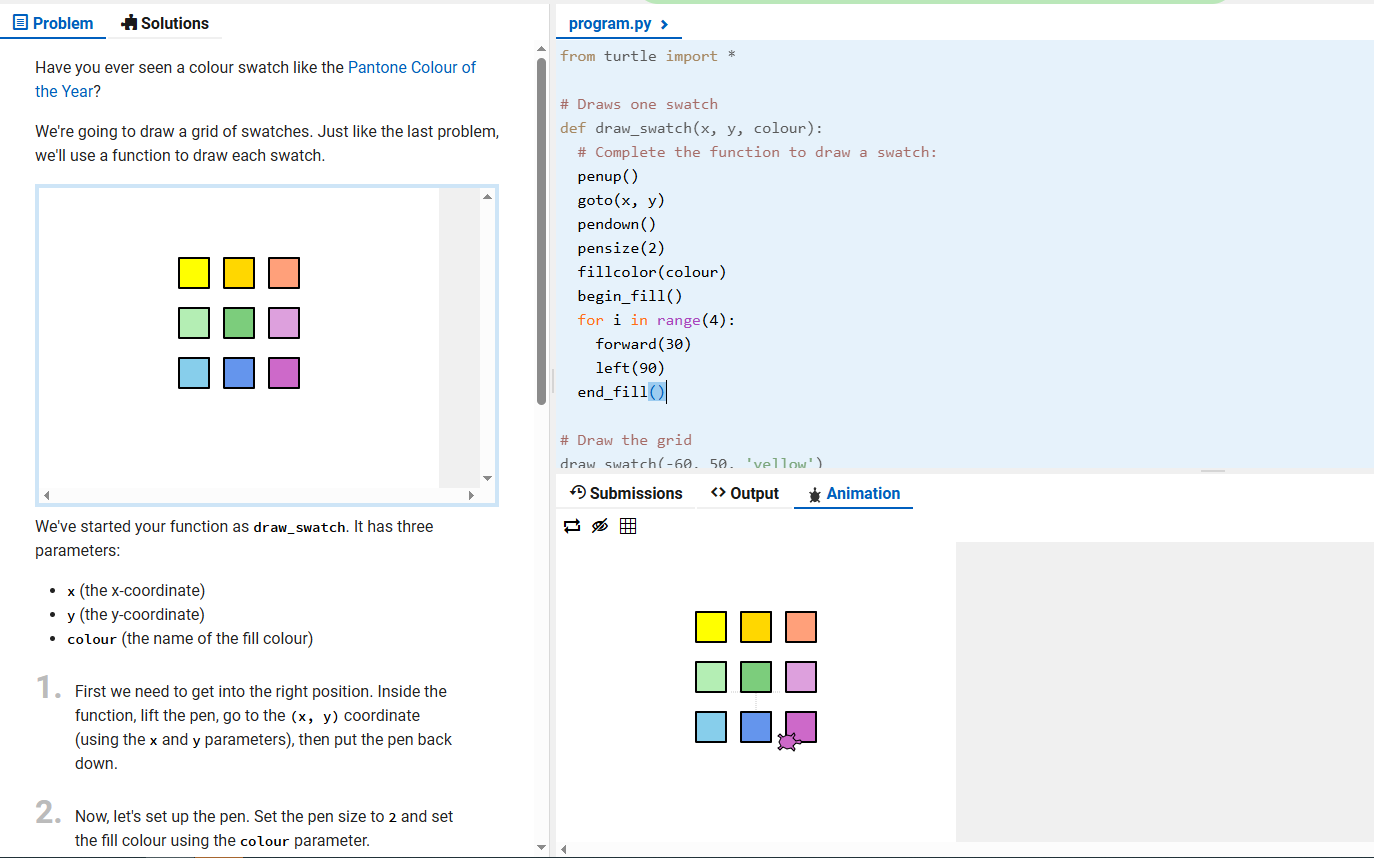 Problem
Solutions
Have you ever seen a colour swatch like the Pantone Colour of
the Year?
We're going to draw a grid of swatches. Just like the last problem,
we'll use a function to draw each swatch.
We've started your function as draw_swatch. It has three
parameters:
• x (the x-coordinate)
• y (the y-coordinate)
• colour (the name of the fill colour)
1. First we need to get into the right position. Inside the
function, lift the pen, go to the (x, y) coordinate
(using the x and y parameters), then put the pen back
down.
2. Now, let's set up the pen. Set the pen size to 2 and set
the fill colour using the colour parameter.
program.py
from turtle import *
# Draws one swatch
def draw_swatch(x, y, colour):
  # Complete the function to draw a swatch:
  penup()
  goto(x, y)
  pendown()
  pensize(2)
  fillcolor(colour)
  begin_fill()
  for i in range(4):
    forward(30)
    left(90)
  end_fill()
# Draw the grid
draw_swatch(-60, 50, 'yellow')
Submissions
Output
Animation